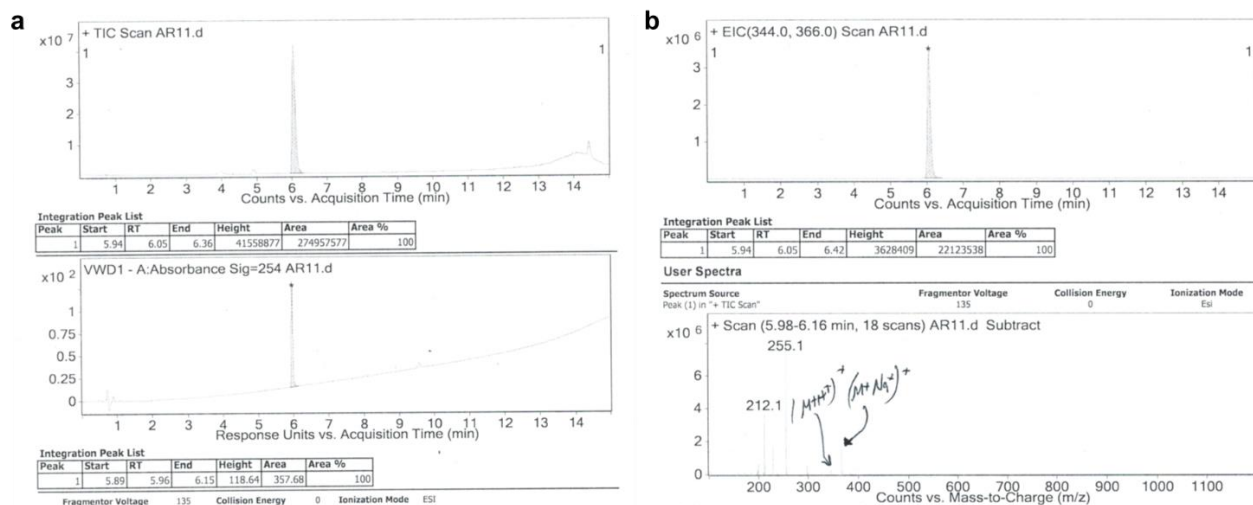 a
+ TIC Scan AR11.d
x10 7
1 1
3
2
1
1 2 3 4 5 6 7 8 9 10 11 12 13 14
Counts vs. Acquisition Time (min)
Integration Peak List
Peak Start RT End Height Area Area %
1 5.94 6.05 6.36 41558877 274957577 100
VWD1 - A:Absorbance Sig=254 AR11.d
x10 2
1
0.75
0.5
0.25
0
1 2 3 4 5 6 7 8 9 10 11 12 13 14
Response Units vs. Acquisition Time (min)
Integration Peak List
Peak Start RT End Height Area Area %
1 5.89 5.96 6.15 118.64 357.68 100
Fragmentor Voltage 135 Collision Energy 0 Ionization Mode ESI
b
+ EIC(344.0, 366.0) Scan AR11.d
x10 6
1 1
3
2
1
1 2 3 4 5 6 7 8 9 10 11 12 13 14
Counts vs. Acquisition Time (min)
Integration Peak List
Peak Start RT End Height Area Area %
1 5.94 6.05 6.42 3628409 22123538 100
User Spectra
Spectrum Source Fragmentor Voltage Collision Energy Ionization Mode
Peak (1) in "+ TIC Scan" 135 0 Esi
+ Scan (5.98-6.16 min, 18 scans) AR11.d Subtract
x10 6
255.1
212.1
(M+H⁺)⁺ (M+Na⁺)⁺
6
4
2
0
200 300 400 500 600 700 800 900 1000 1100
Counts vs. Mass-to-Charge (m/z)